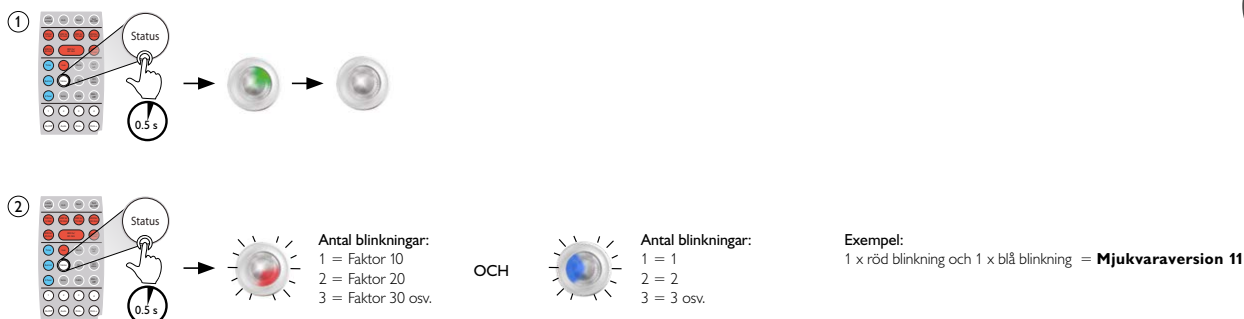 1
Status
0.5 s
2
Status
0.5 s
Antal blinkningar:
1 = Faktor 10
2 = Faktor 20
3 = Faktor 30 osv.
OCH
Antal blinkningar:
1 = 1
2 = 2
3 = 3 osv.
Exempel:
1 x röd blinkning och 1 x blå blinkning = Mjukvaraversion 11